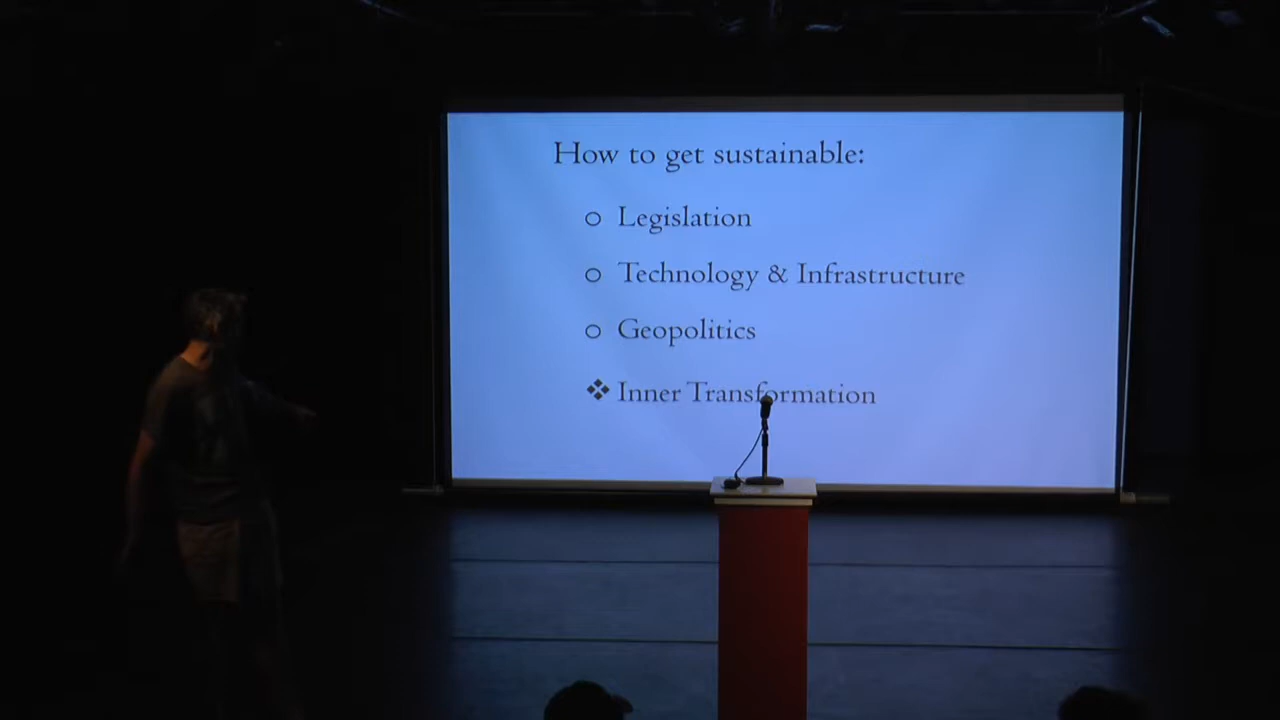 How to get sustainable:
o Legislation
o Technology & Infrastructure
o Geopolitics
❖ Inner Transformation